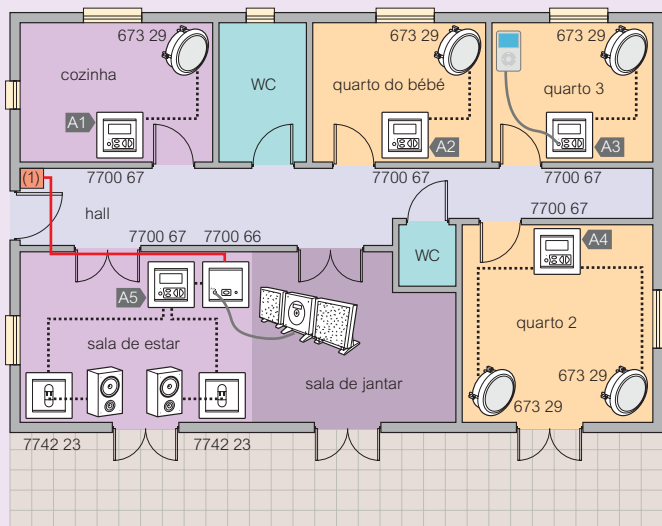 673 29
673 29
673 29
cozinha
WC
quarto do bébé
quarto 3
A1
A2
A3
(1)
7700 67
7700 67
7700 67
hall
7700 67
7700 67
7700 66
A4
WC
A5
quarto 2
sala de estar
sala de jantar
673 29
673 29
7742 23
7742 23